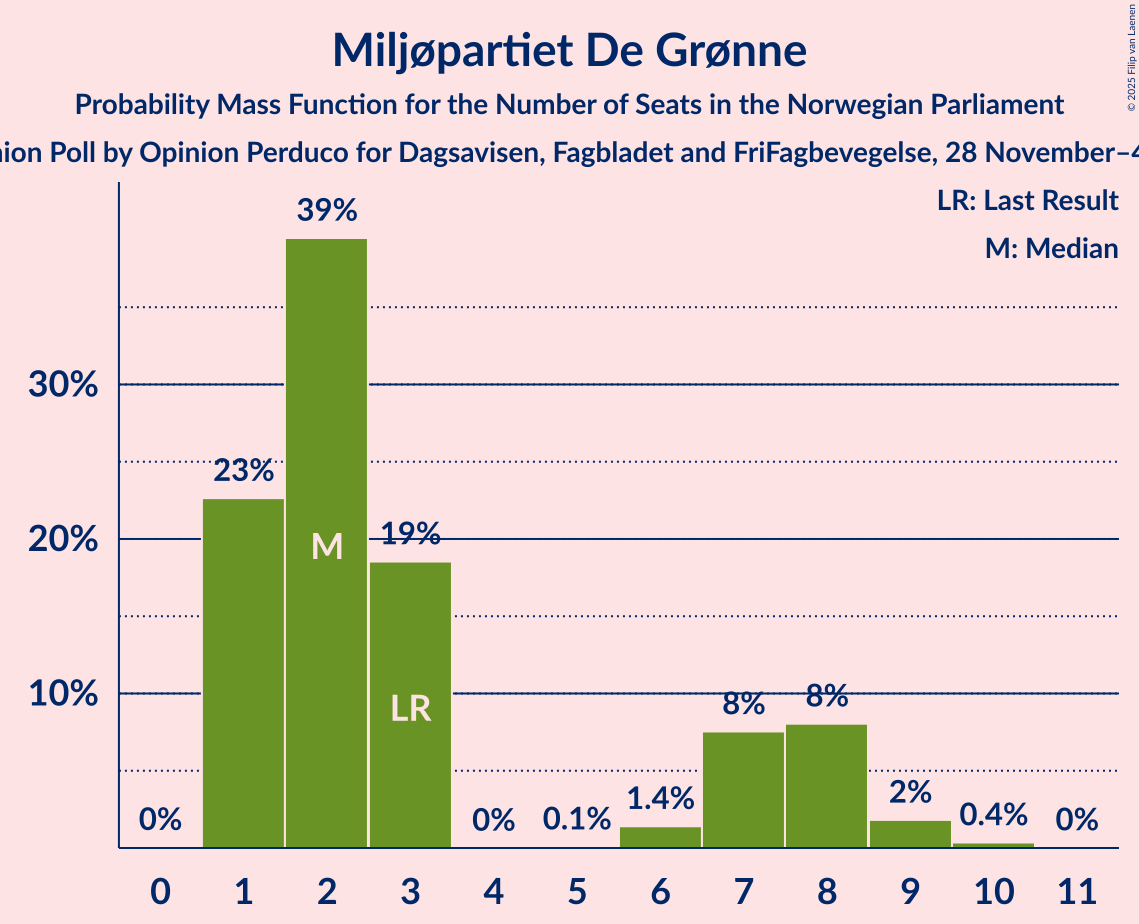 Miljøpartiet De Grønne
Probability Mass Function for the Number of Seats in the Norwegian Parliament
Poll by Opinion Perduco for Dagsavisen, Fagbladet and FriFagbevegelse, 28 November–4
© 2025 Filip van Laenen
LR: Last Result
M: Median
39%
30%
23%
20%
19%
M
10%
LR
8%
8%
0%
0%
0.1%
1.4%
2%
0.4%
0%
0 1 2 3 4 5 6 7 8 9 10 11